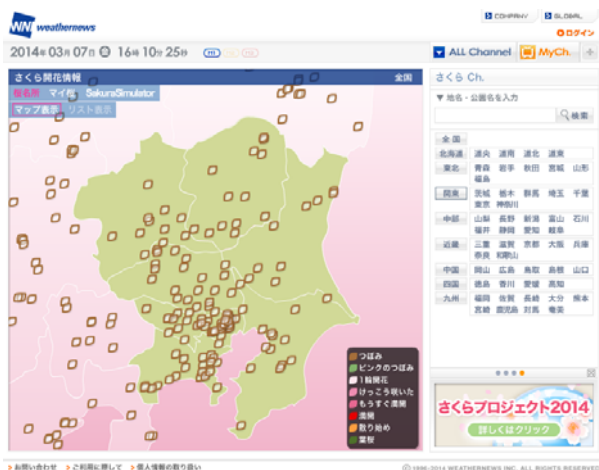 WNI weathernews
COMPANY GLOBAL
ログイン
2014年 03月 07日 金 16時 10分 25秒
ALL Channel MyCh. +
さくら開花情報 全国
桜名所 マイ桜 SakuraSimulator
マップ表示 リスト表示
さくら Ch.
▼ 地名・公園名を入力
検索
全国
北海道 道央 道南 道北 道東
東北 青森 岩手 秋田 宮城 山形
福島
関東 茨城 栃木 群馬 埼玉 千葉
東京 神奈川
中部 山梨 長野 新潟 富山 石川
福井 静岡 愛知 岐阜
近畿 三重 滋賀 京都 大阪 兵庫
奈良 和歌山
中国 岡山 広島 鳥取 島根 山口
四国 徳島 香川 愛媛 高知
九州 福岡 佐賀 長崎 大分 熊本
宮崎 鹿児島 対馬 奄美
つぼみ
ピンクのつぼみ
1輪開花
けっこう咲いた
もうすぐ満開
満開
散り始め
葉桜
さくらプロジェクト2014
詳しくはクリック
お問い合わせ ご利用に際して 個人情報の取り扱い
© 1996-2014 WEATHERNEWS INC. ALL RIGHTS RESERVED